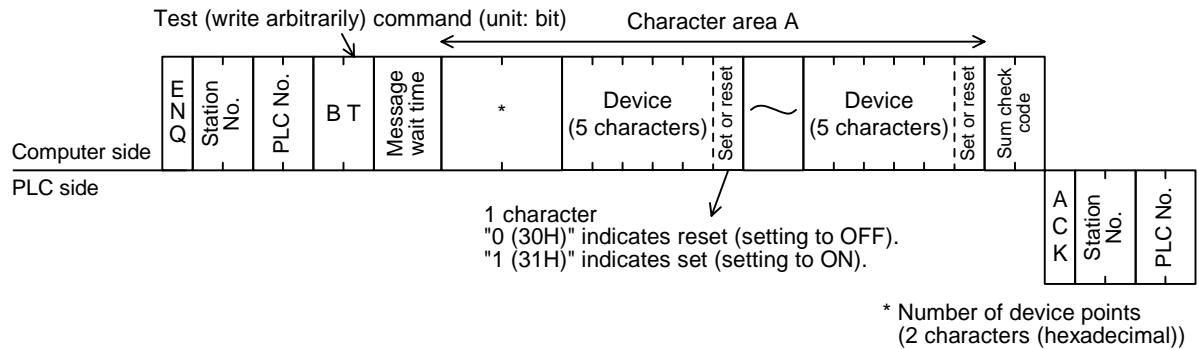 Test (write arbitrarily) command (unit: bit)
Character area A
E
N
Q
Station
No.
PLC No.
B T
Message
wait time
*
Device
(5 characters)
Set or reset
Device
(5 characters)
Set or reset
Sum check
code
Computer side
PLC side
1 character
"0 (30H)" indicates reset (setting to OFF).
"1 (31H)" indicates set (setting to ON).
A
C
K
Station
No.
PLC No.
* Number of device points
(2 characters (hexadecimal))